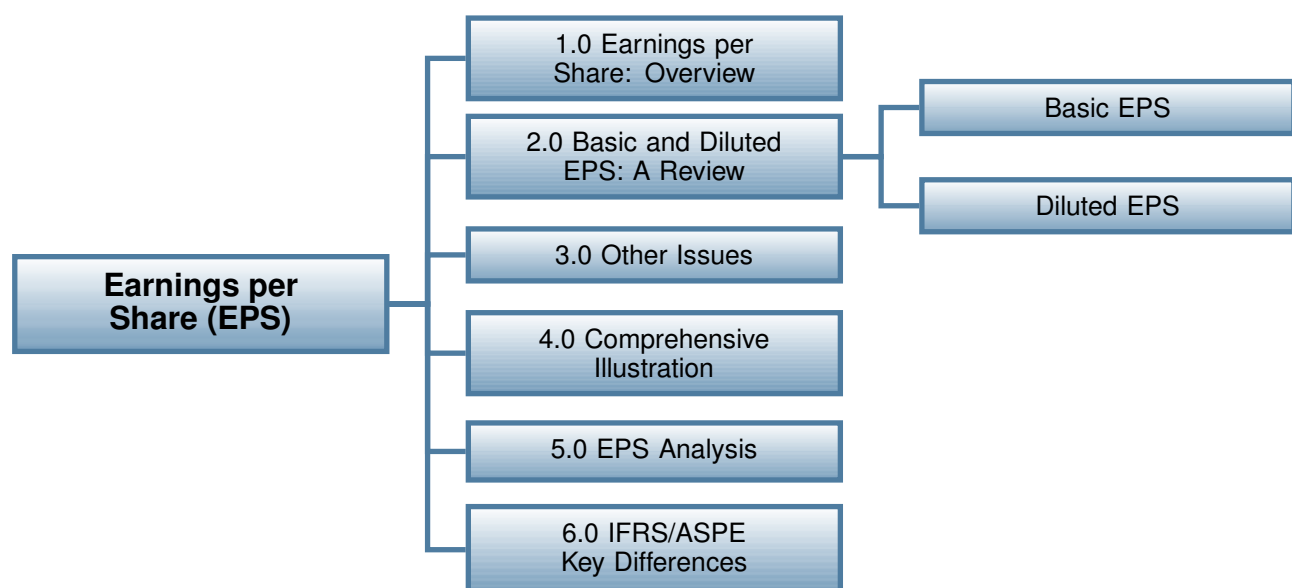 Earnings per
Share (EPS)
1.0 Earnings per
Share: Overview
2.0 Basic and Diluted
EPS: A Review
Basic EPS
Diluted EPS
3.0 Other Issues
4.0 Comprehensive
Illustration
5.0 EPS Analysis
6.0 IFRS/ASPE
Key Differences